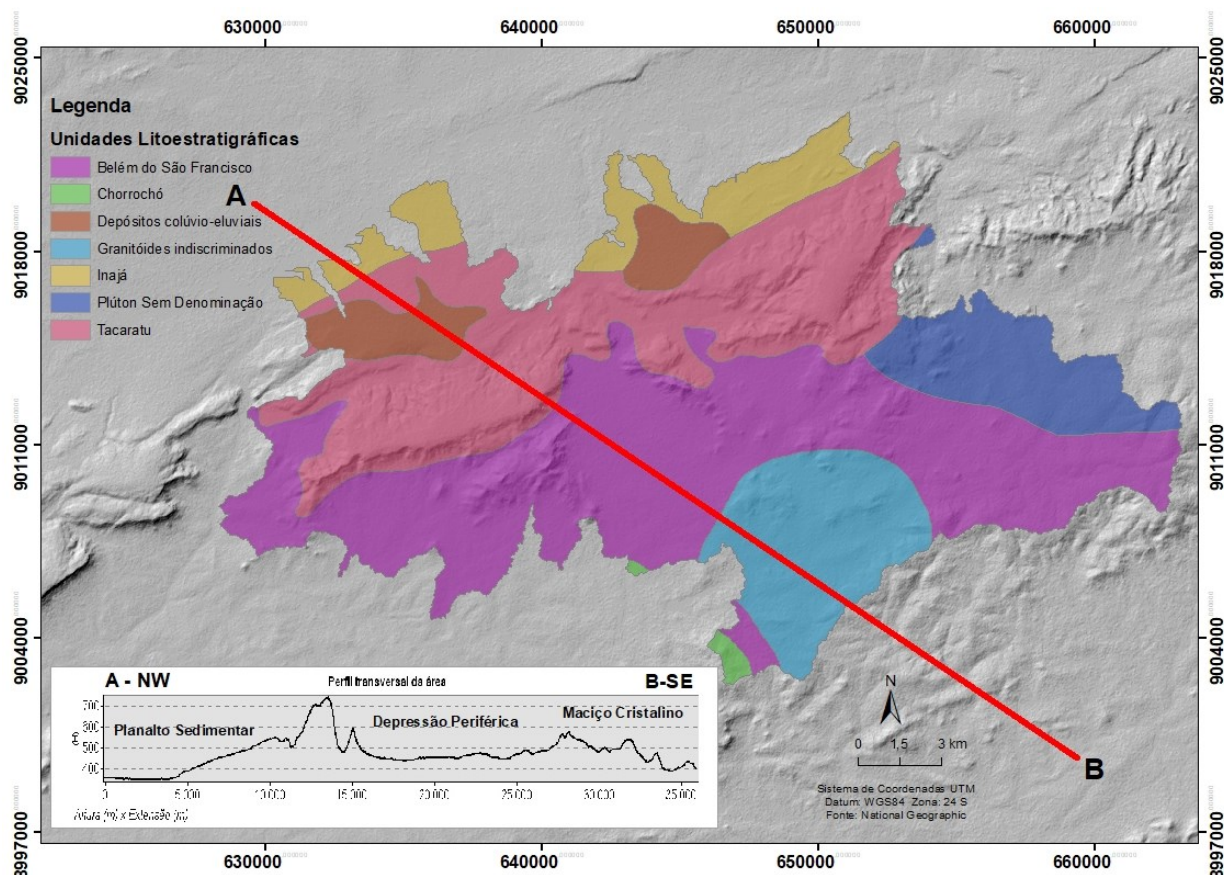 630000
640000
650000
660000
9025000
9025000
Legenda
Unidades Litoestratigráficas
Belém do São Francisco
Chorrochó
Depósitos colúvio-eluviais
Granitóides indiscriminados
Inajá
Plúton Sem Denominação
Tacaratu
A
9018000
9018000
9011000
9011000
9004000
9004000
A - NW
Perfil transversal da área
B-SE
Planalto Sedimentar
Depressão Periférica
Maciço Cristalino
700
600
500
400
0
5.000
10.000
15.000
20.000
25.000
Altura (m) x Extensão (m)
N
0 1,5 3 km
B
Sistema de Coordenadas UTM
Datum: WGS84 Zona: 24 S
Fonte: National Geographic
8997000
8997000
630000
640000
650000
660000